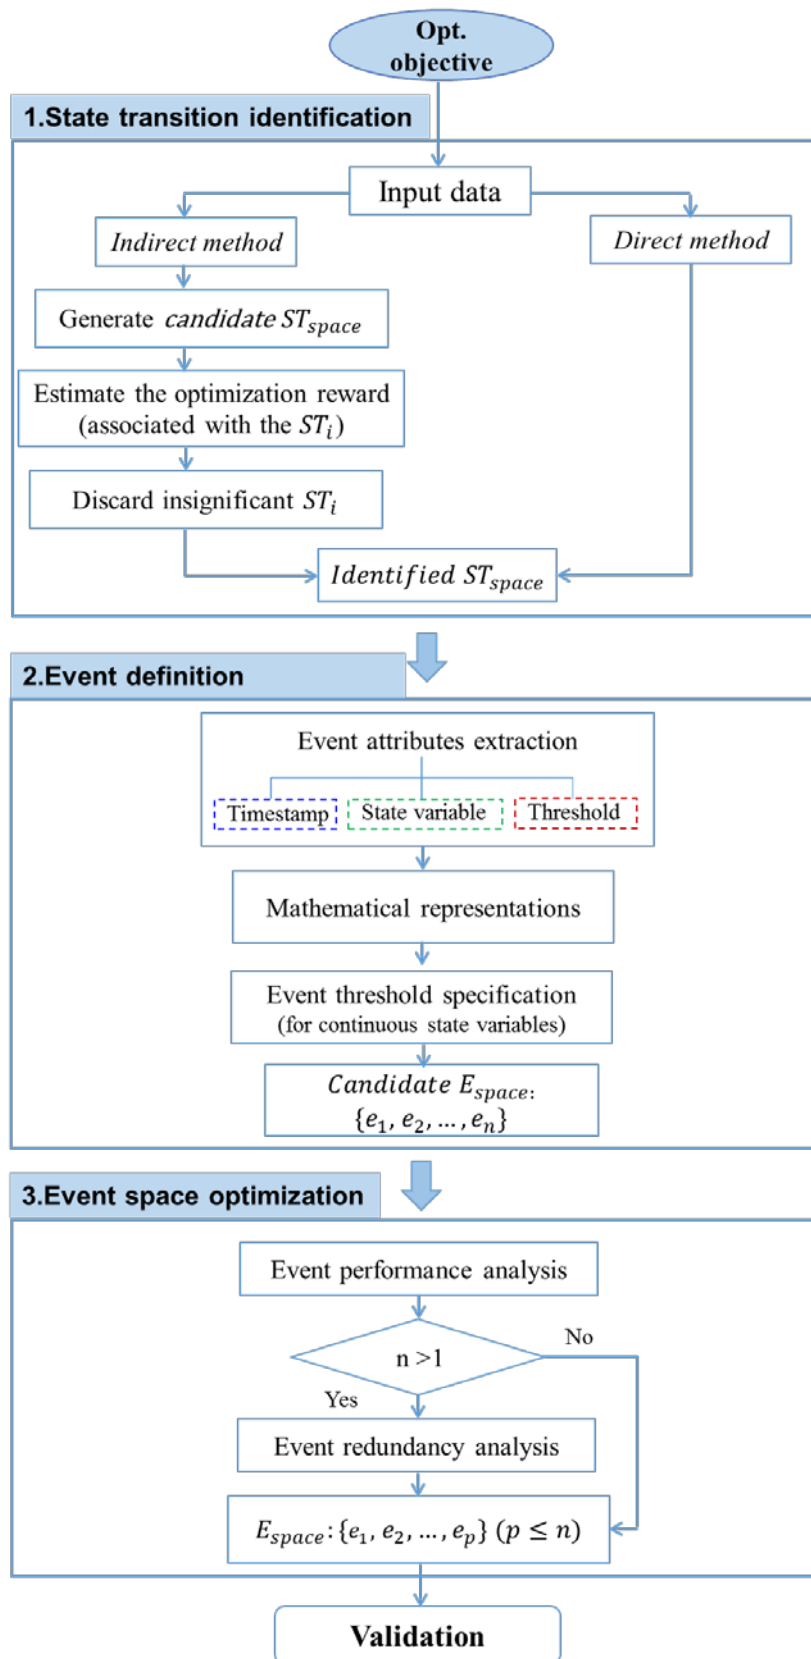 Opt.
objective
1.State transition identification
Input data
Indirect method
Direct method
Generate candidate ST_space
Estimate the optimization reward
(associated with the ST_i)
Discard insignificant ST_i
Identified ST_space
2.Event definition
Event attributes extraction
Timestamp
State variable
Threshold
Mathematical representations
Event threshold specification
(for continuous state variables)
Candidate E_space:
{e_1, e_2, …, e_n}
3.Event space optimization
Event performance analysis
n >1
No
Yes
Event redundancy analysis
E_space: {e_1, e_2, …, e_p} (p ≤ n)
Validation